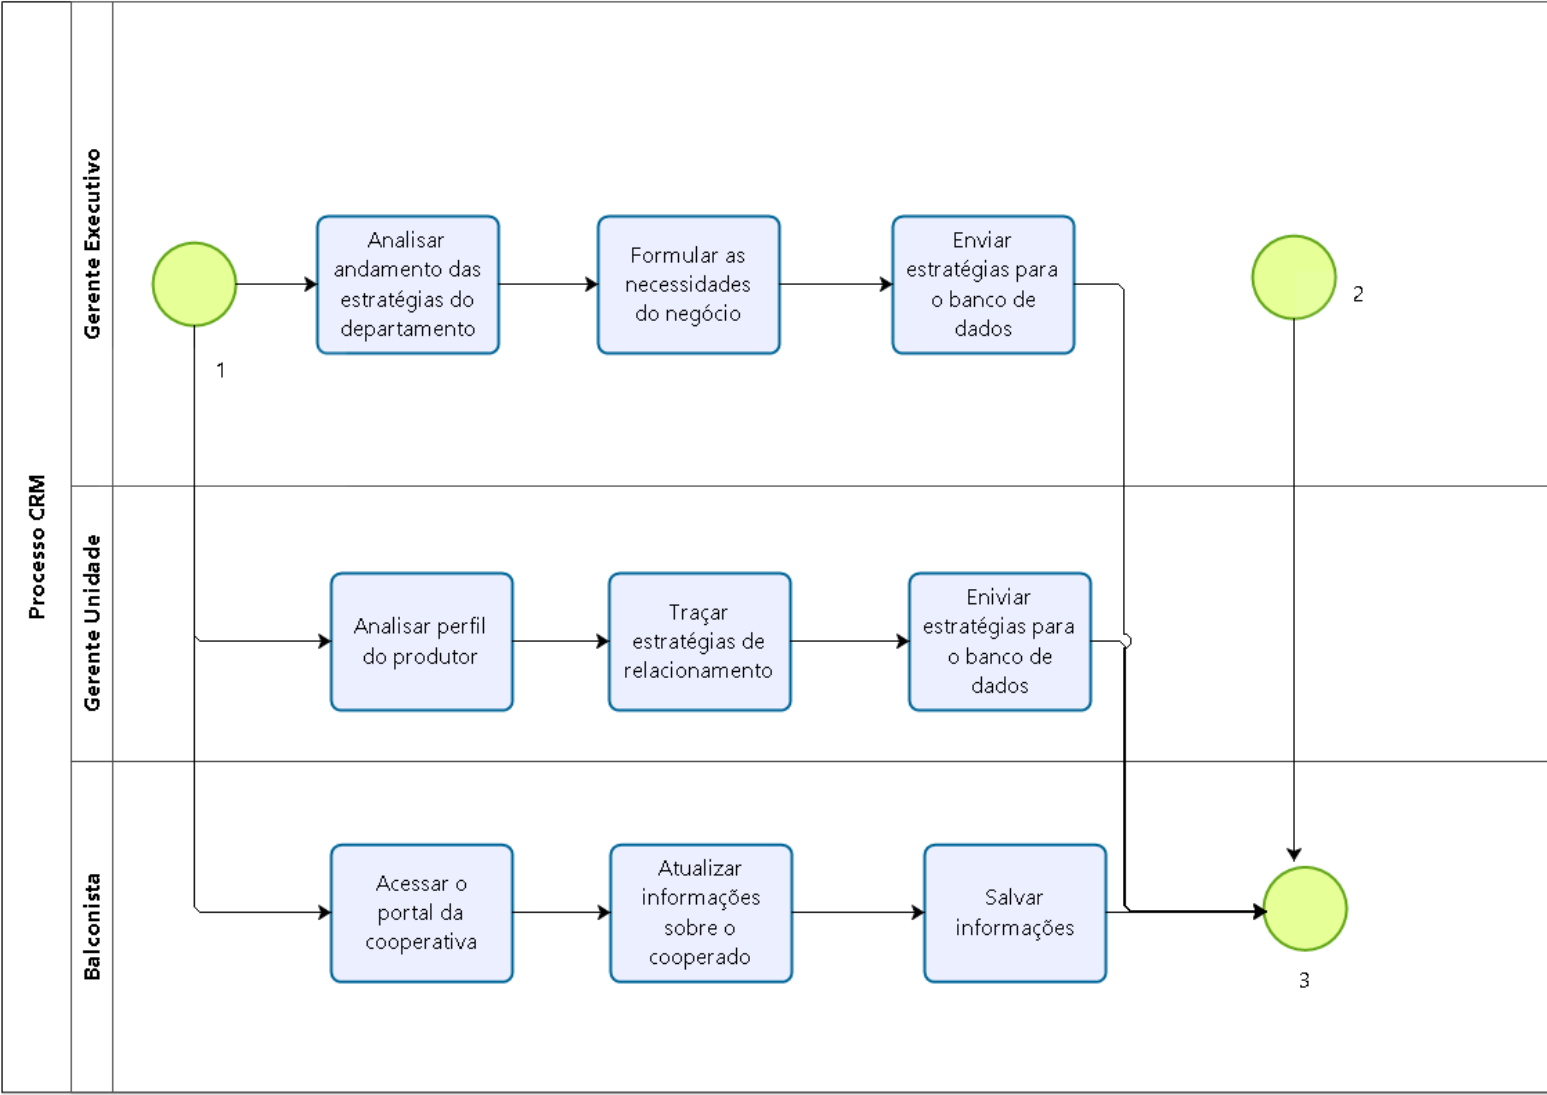 Processo CRM
Gerente Executivo
Analisar
andamento das
estratégias do
departamento
Formular as
necessidades
do negócio
Enviar
estratégias para
o banco de
dados
1
2
Gerente Unidade
Analisar perfil
do produtor
Traçar
estratégias de
relacionamento
Eniviar
estratégias para
o banco de
dados
Balconista
Acessar o
portal da
cooperativa
Atualizar
informações
sobre o
cooperado
Salvar
informações
3